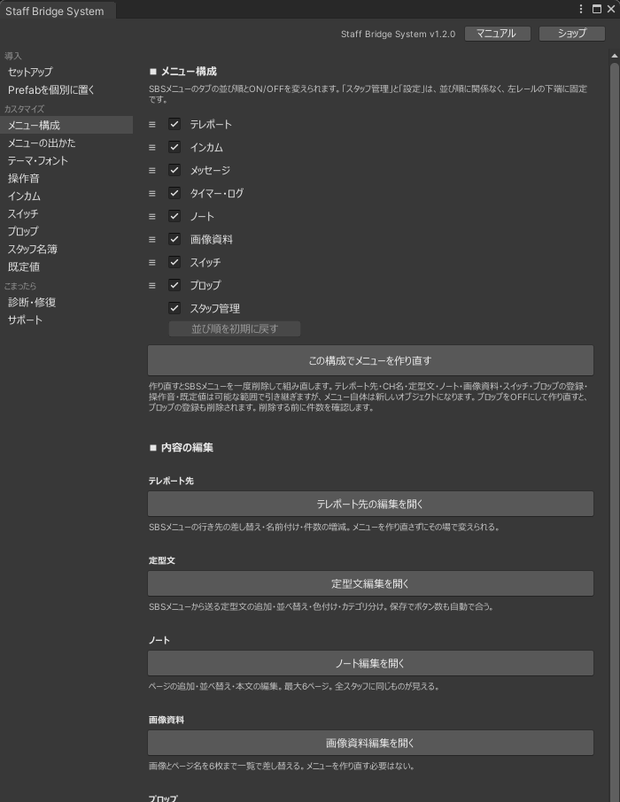 Staff Bridge System
Staff Bridge System v1.2.0
マニュアル
ショップ
導入
セットアップ
Prefabを個別に置く
カスタマイズ
メニュー構成
メニューの出かた
テーマ・フォント
操作音
インカム
スイッチ
プロップ
スタッフ名簿
既定値
こまったら
診断・修復
サポート
■ メニュー構成
SBSメニューのタブの並び順とON/OFFを変えられます。「スタッフ管理」と「設定」は、並び順に関係なく、左レールの下端に固定
です。
テレポート
インカム
メッセージ
タイマー・ログ
ノート
画像資料
スイッチ
プロップ
スタッフ管理
並び順を初期に戻す
この構成でメニューを作り直す
作り直すとSBSメニューを一度削除して組み直します。テレポート先・CH名・定型文・ノート・画像資料・スイッチ・プロップの登録・
操作音・既定値は可能な範囲で引き継ぎますが、メニュー自体は新しいオブジェクトになります。プロップをOFFにして作り直すと、
プロップの登録も削除されます。削除する前に件数を確認します。
■ 内容の編集
テレポート先
テレポート先の編集を開く
SBSメニューの行き先の差し替え・名前付け・件数の増減。メニューを作り直さずにその場で変えられる。
定型文
定型文編集を開く
SBSメニューから送る定型文の追加・並べ替え・色付け・カテゴリ分け。保存でボタン数も自動で合う。
ノート
ノート編集を開く
ページの追加・並べ替え・本文の編集。最大6ページ。全スタッフに同じものが見える。
画像資料
画像資料編集を開く
画像とページ名を6枚まで一覧で差し替える。メニューを作り直す必要はない。
プロップ